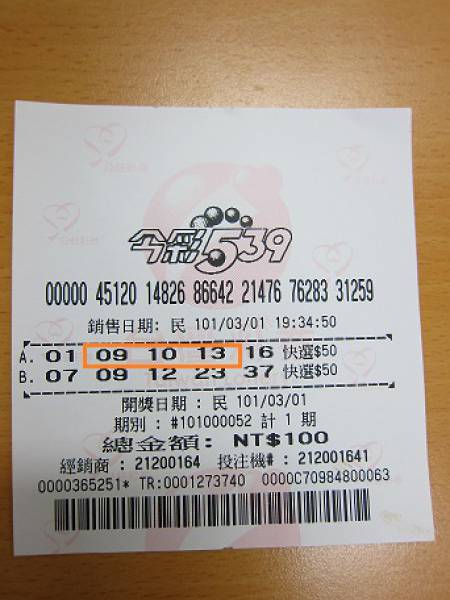 今彩539
00000 45120 14826 86642 21476 76283 31259
銷售日期: 民 101/03/01 19:34:50
A. 01 09 10 13 16 快選$50
B. 07 09 12 23 37 快選$50
開獎日期 : 民 101/03/01
期別 : #101000052 計 1 期
總金額: NT$100
經銷商 : 21200164 投注機# : 212001641
0000365251* TR:0001273740 0000C70984800063